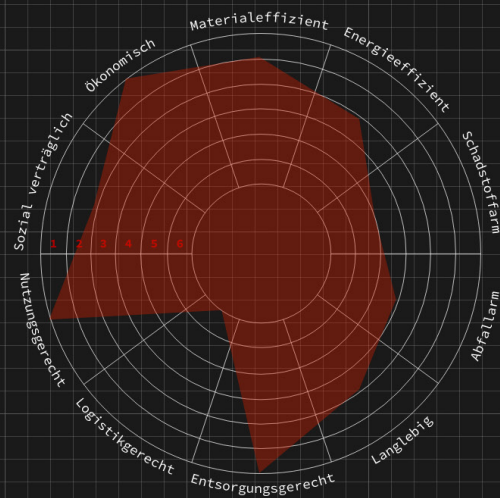 Materialeffizient
Energieeffizient
Schadstoffarm
Abfallarm
Langlebig
Entsorgungsgerecht
Logistikgerecht
Nutzungsgerecht
Sozial verträglich
Ökonomisch
1 2 3 4 5 6